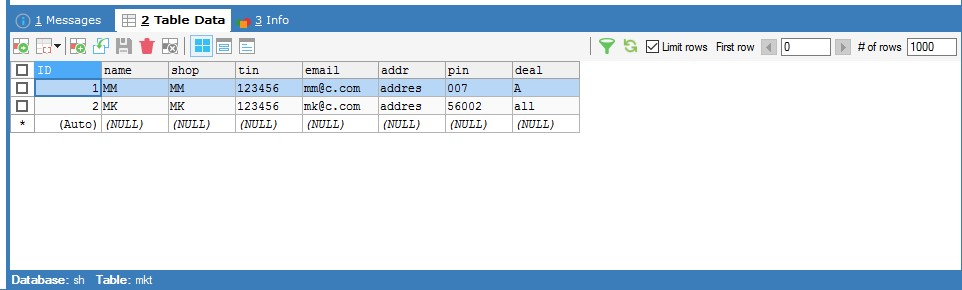 1 Messages 2 Table Data 3 Info
Limit rows First row 0 # of rows 1000
ID name shop tin email addr pin deal
1 MM MM 123456 mm@c.com addres 007 A
2 MK MK 123456 mk@c.com addres 56002 all
* (Auto) (NULL) (NULL) (NULL) (NULL) (NULL) (NULL) (NULL)
Database: sh Table: mkt